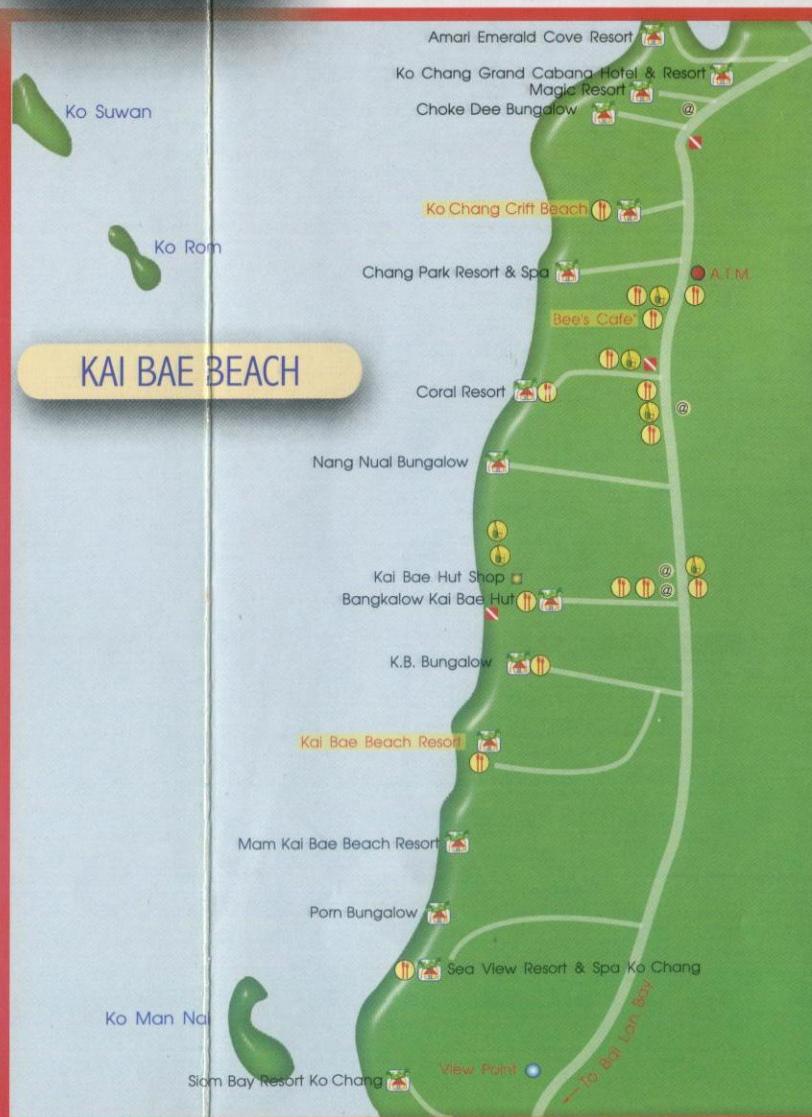 Amari Emerald Cove Resort
Ko Chang Grand Cabana Hotel & Resort
Magic Resort
Choke Dee Bungalow
@
Ko Suwan
Ko Chang Crift Beach
Ko Rom
Chang Park Resort & Spa
A.T.M.
Bee's Cafe"
KAI BAE BEACH
Coral Resort
@
Nang Nual Bungalow
@
Kai Bae Hut Shop
@
Bangkalow Kai Bae Hut
K.B. Bungalow
Kai Bae Beach Resort
Mam Kai Bae Beach Resort
Porn Bungalow
Sea View Resort & Spa Ko Chang
Ko Man Nai
View Point
← To Bai Lan Bay
Siom Bay Resort Ko Chang